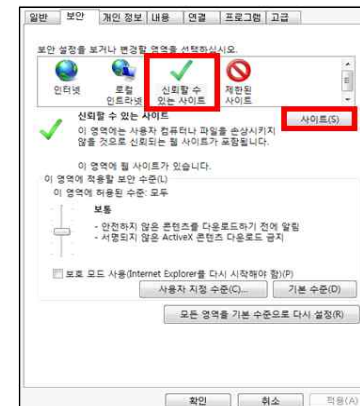 일반 보안 개인 정보 내용 연결 프로그램 고급
보안 설정을 보거나 변경할 영역을 선택하십시오.
인터넷 로컬 인트라넷 신뢰할 수 있는 사이트 제한된 사이트
신뢰할 수 있는 사이트
사이트(S)
이 영역에는 사용자 컴퓨터나 파일을 손상시키지
않을 것으로 신뢰되는 웹 사이트가 포함됩니다.
이 영역에 웹 사이트가 있습니다.
이 영역에 적용할 보안 수준(L)
이 영역에 허용된 수준: 모두
보통
- 안전하지 않은 콘텐츠를 다운로드하기 전에 알림
- 서명되지 않은 ActiveX 콘텐츠 다운로드 금지
보호 모드 사용(Internet Explorer를 다시 시작해야 함)(P)
사용자 지정 수준(C)... 기본 수준(D)
모든 영역을 기본 수준으로 다시 설정(R)
확인 취소 적용(A)